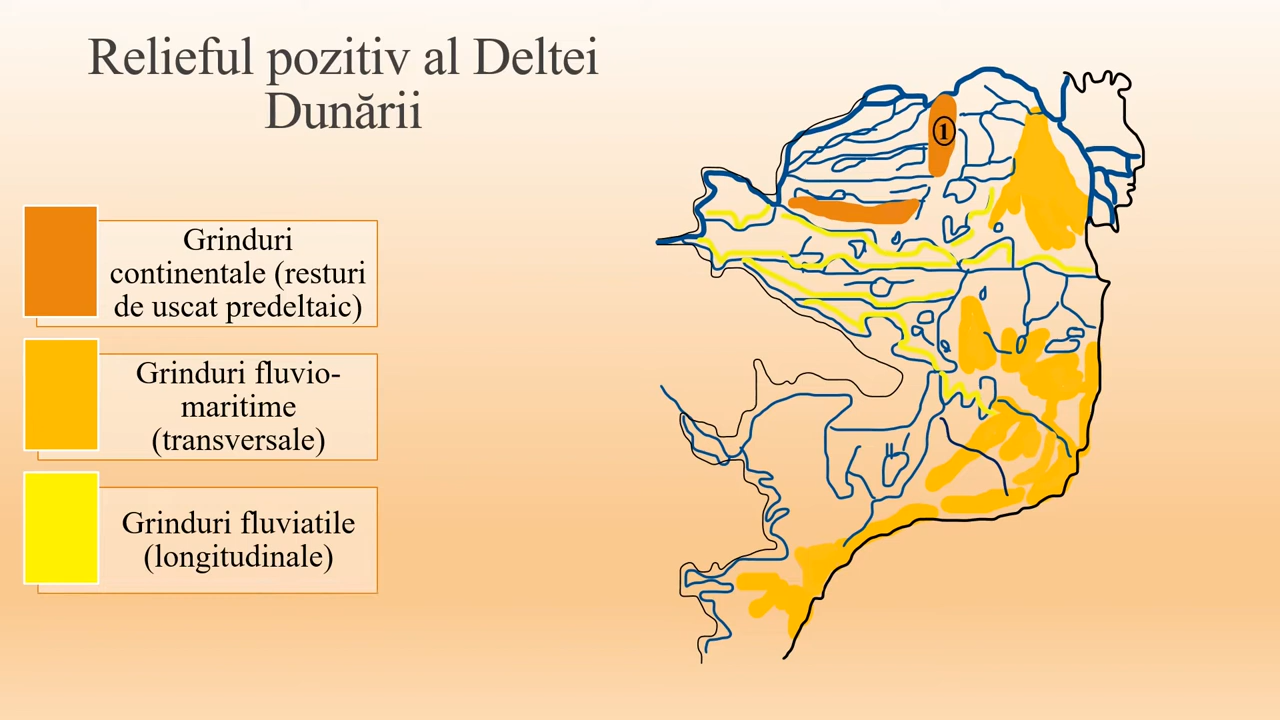 Relieful pozitiv al Deltei
Dunării
Grinduri
continentale (resturi
de uscat predeltaic)
Grinduri fluvio-
maritime
(transversale)
Grinduri fluviatile
(longitudinale)
1